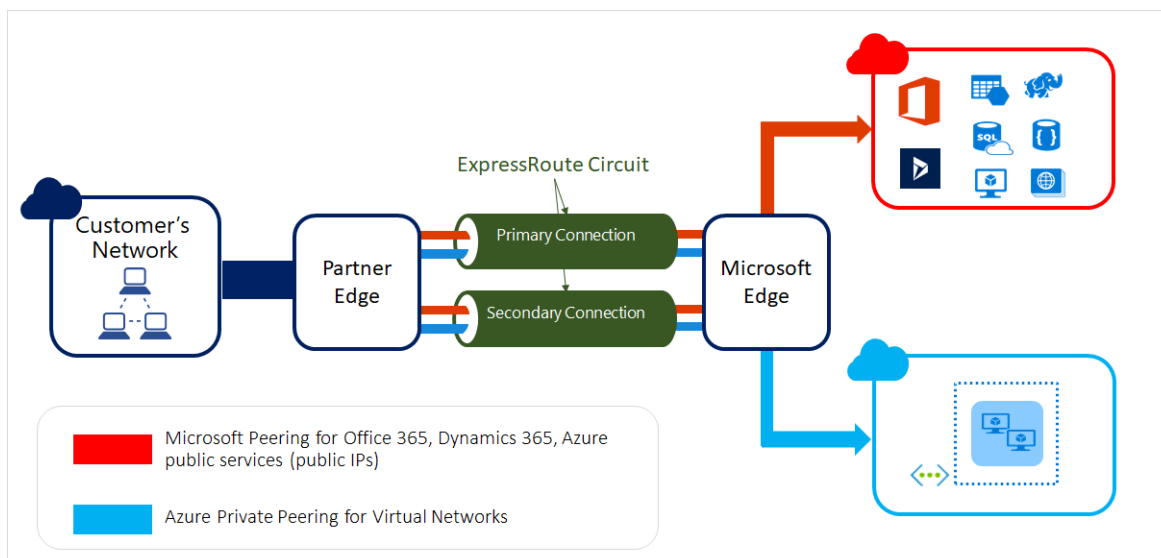 ExpressRoute Circuit
Customer's
Network
Partner
Edge
Primary Connection
Secondary Connection
Microsoft
Edge
SQL
{ }
Microsoft Peering for Office 365, Dynamics 365, Azure
public services (public IPs)
Azure Private Peering for Virtual Networks